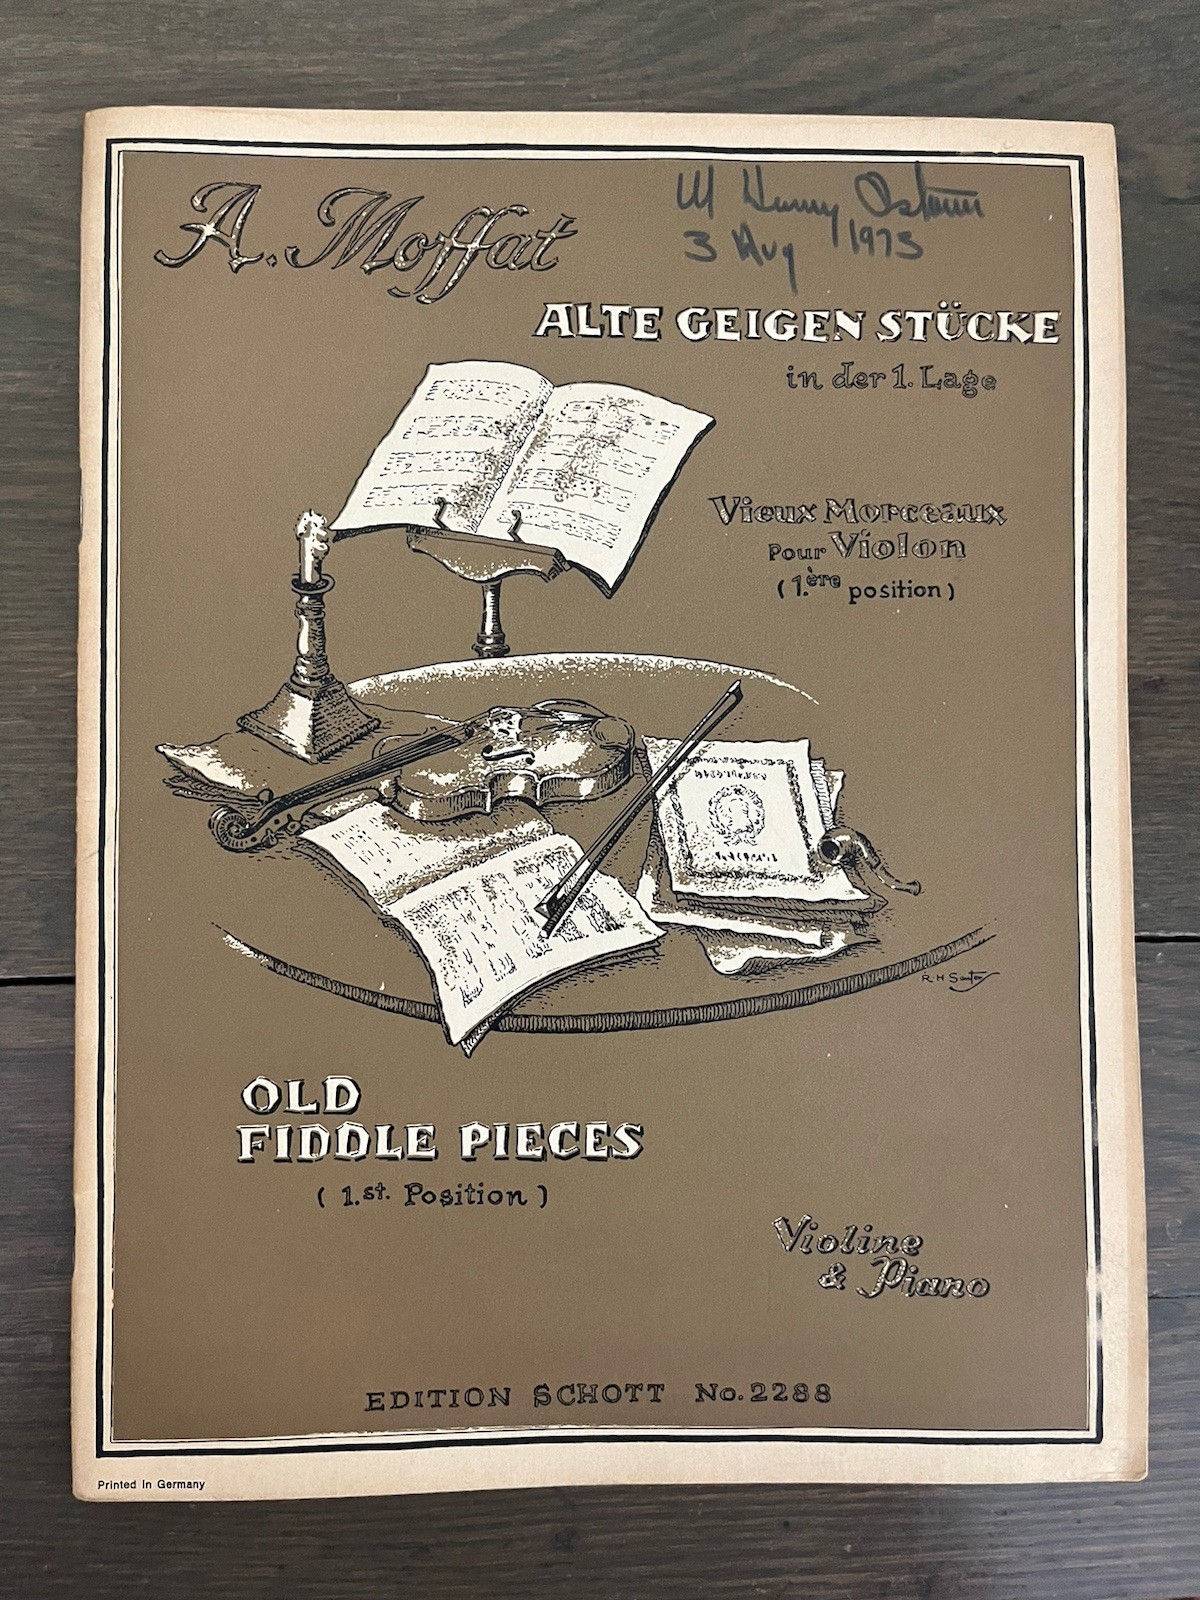 A. Moffat
3 Aug 1973
ALTE GEIGEN STÜCKE
in der 1. Lage
Vieux Morceaux
Pour Violon
(1.ère position)
R.H.
OLD
FIDDLE PIECES
(1.st. Position)
Violine
& Piano
EDITION SCHOTT No. 2288
Printed in Germany